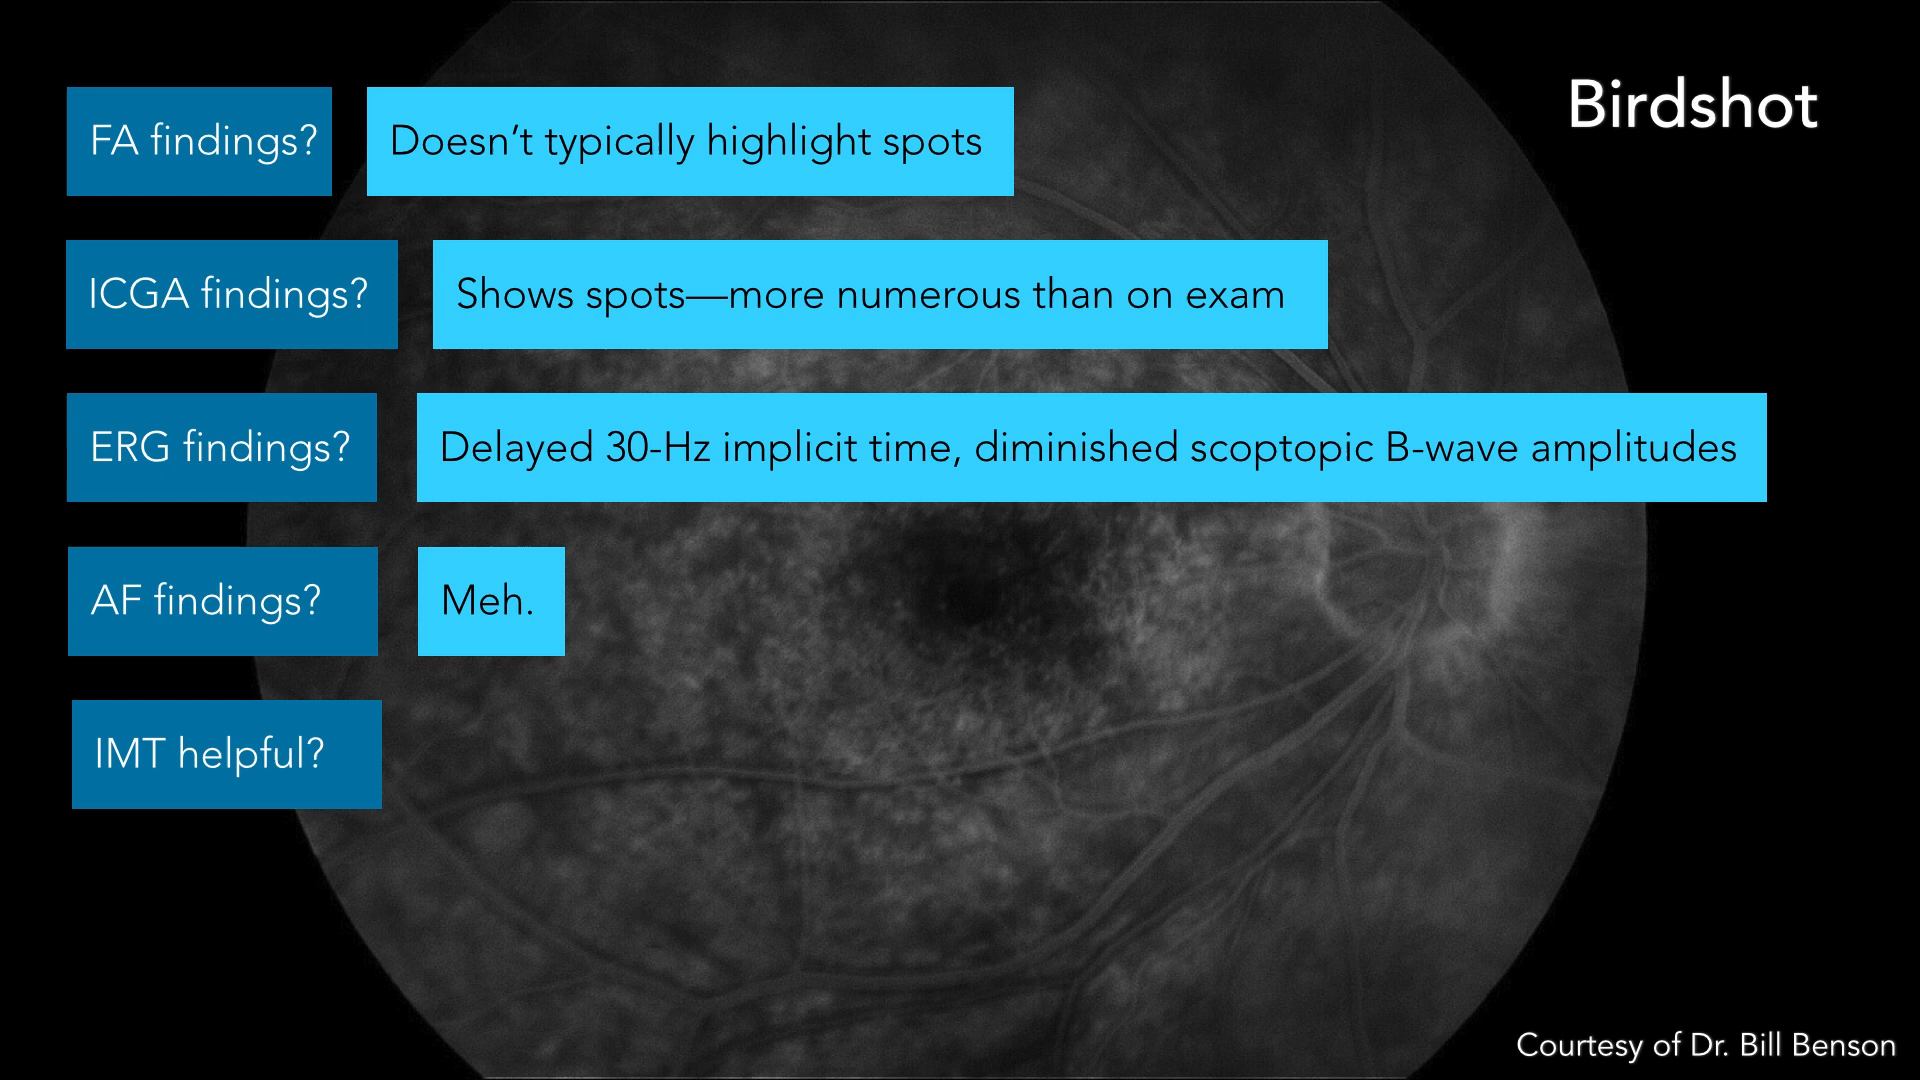 Birdshot
FA findings?
Doesn’t typically highlight spots
ICGA findings?
Shows spots—more numerous than on exam
ERG findings?
Delayed 30-Hz implicit time, diminished scoptopic B-wave amplitudes
AF findings?
Meh.
IMT helpful?
Courtesy of Dr. Bill Benson